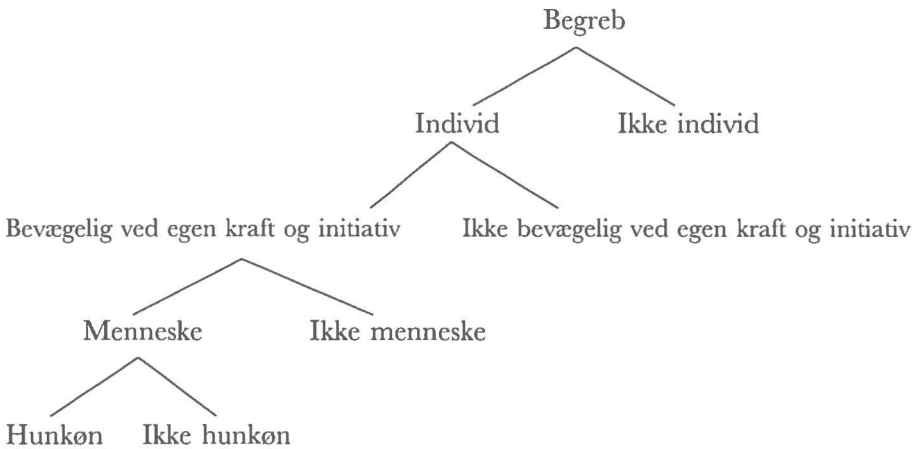 Begreb
Individ
Ikke individ
Bevægelig ved egen kraft og initiativ
Ikke bevægelig ved egen kraft og initiativ
Menneske
Ikke menneske
Hunkøn
Ikke hunkøn